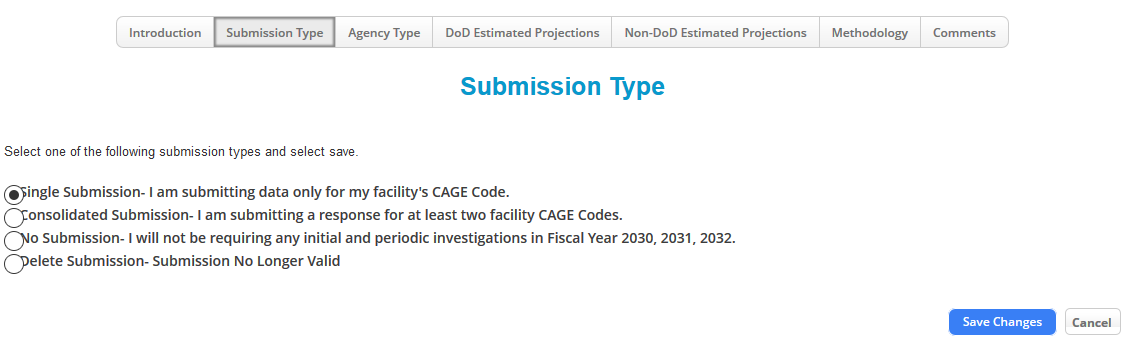 Introduction Submission Type Agency Type DoD Estimated Projections Non-DoD Estimated Projections Methodology Comments
Submission Type
Select one of the following submission types and select save.
Single Submission- I am submitting data only for my facility's CAGE Code.
Consolidated Submission- I am submitting a response for at least two facility CAGE Codes.
No Submission- I will not be requiring any initial and periodic investigations in Fiscal Year 2030, 2031, 2032.
Delete Submission- Submission No Longer Valid
Save Changes Cancel